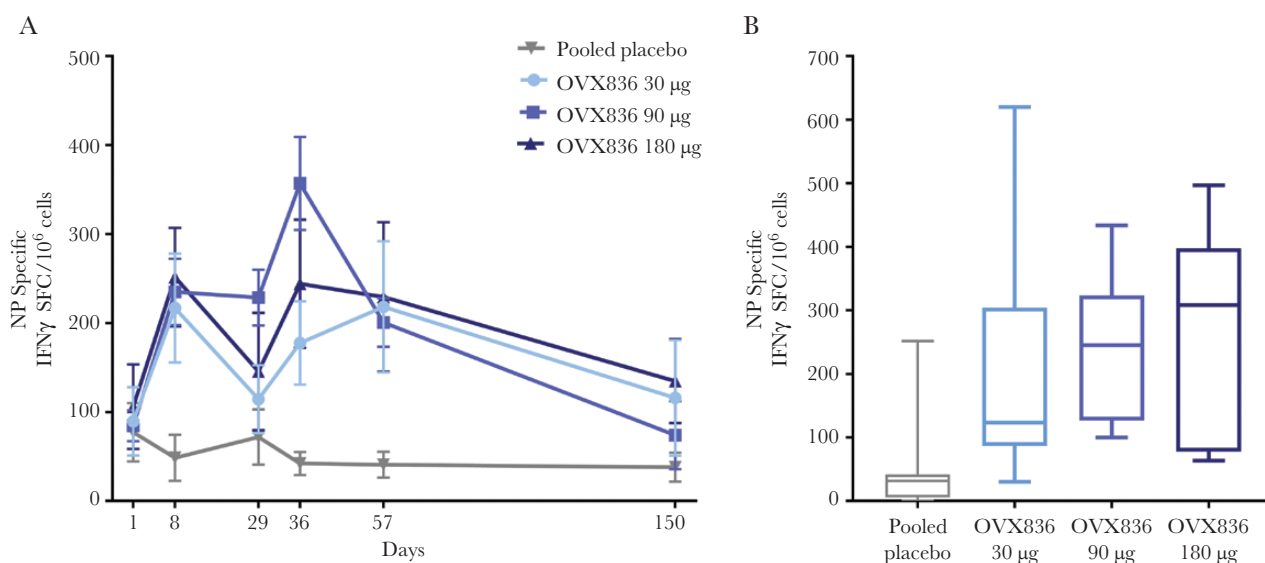 A
NP Specific
IFNγ SFC/10⁶ cells
500
400
300
200
100
0
1 8 29 36 57 150
Days
Pooled placebo
OVX836 30 µg
OVX836 90 µg
OVX836 180 µg
B
NP Specific
IFNγ SFC/10⁶ cells
700
600
500
400
300
200
100
0
Pooled OVX836 OVX836 OVX836
placebo 30 µg 90 µg 180 µg